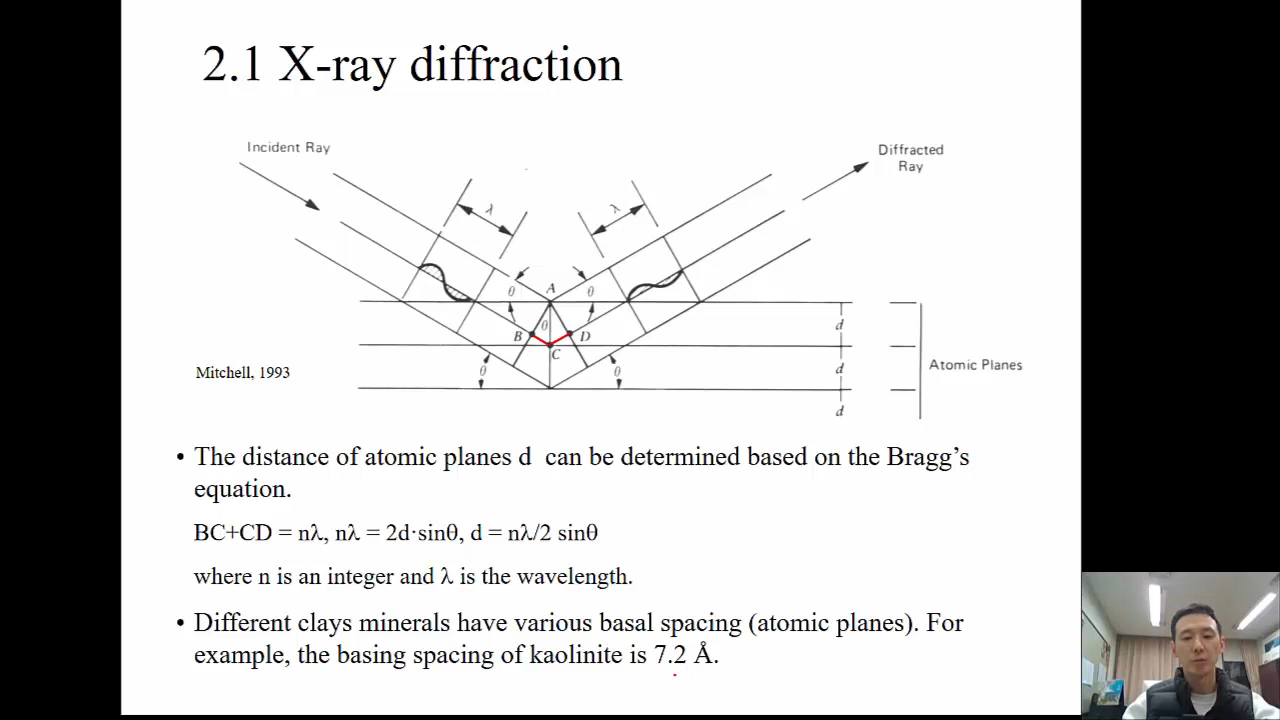 2.1 X-ray diffraction
Incident Ray
Diffracted
Ray
λ
λ
θ
A
θ
θ
B
D
C
d
θ
θ
d
d
Atomic Planes
Mitchell, 1993
• The distance of atomic planes d can be determined based on the Bragg’s
equation.
BC+CD = nλ, nλ = 2d·sinθ, d = nλ/2 sinθ
where n is an integer and λ is the wavelength.
• Different clays minerals have various basal spacing (atomic planes). For
example, the basing spacing of kaolinite is 7.2 Å.